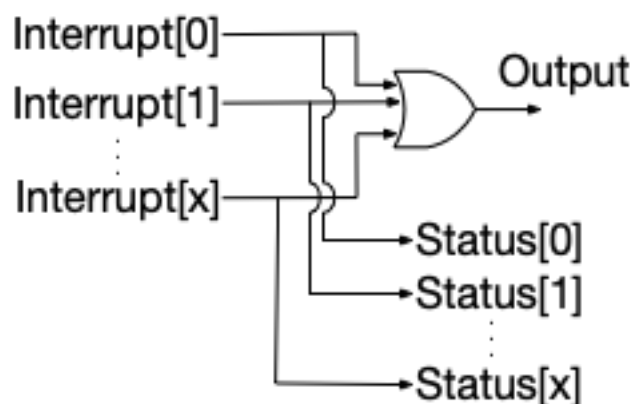 Interrupt[0]
Output
Interrupt[1]
Interrupt[x]
Status[0]
Status[1]
Status[x]